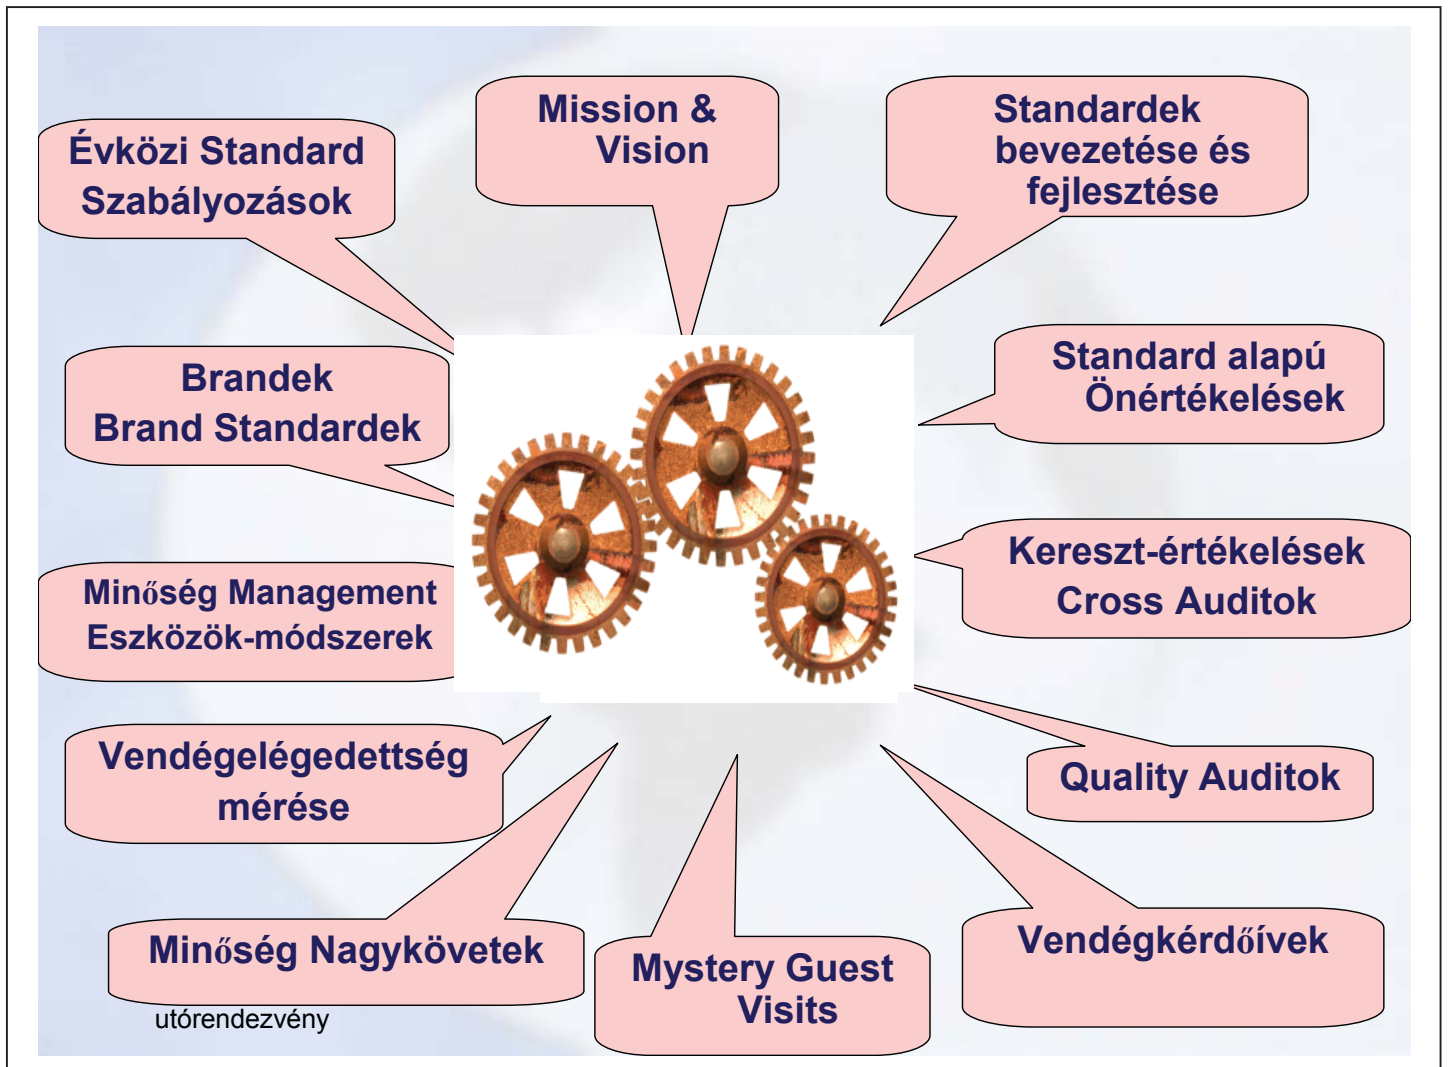 Mission &
Vision
Standardek
bevezetése és
fejlesztése
Évközi Standard
Szabályozások
Standard alapú
Önértékelések
Brandek
Brand Standardek
Kereszt-értékelések
Cross Auditok
Minőség Management
Eszközök-módszerek
Vendégelégedettség
mérése
Quality Auditok
Minőség Nagykövetek
Mystery Guest
Visits
Vendégkérdőívek
utórendezvény